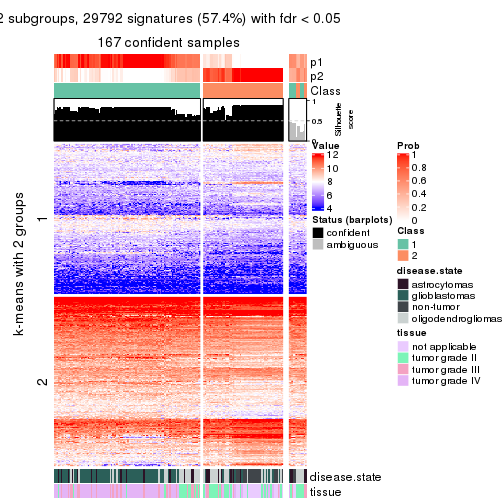 2 subgroups, 29792 signatures (57.4%) with fdr < 0.05
167 confident samples
p1
p2
Class
1
0.5
0
Silhouette
score
k-means with 2 groups
1
2
Value
12
10
8
6
4
Status (barplots)
confident
ambiguous
Prob
1
0.8
0.6
0.4
0.2
0
Class
1
2
disease.state
astrocytomas
glioblastomas
non-tumor
oligodendrogliomas
tissue
not applicable
tumor grade II
tumor grade III
tumor grade IV
disease.state
tissue